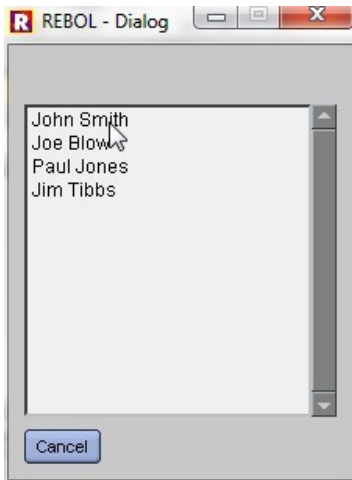 R REBOL - Dialog
X
John Smith
Joe Blow
Paul Jones
Jim Tibbs
Cancel